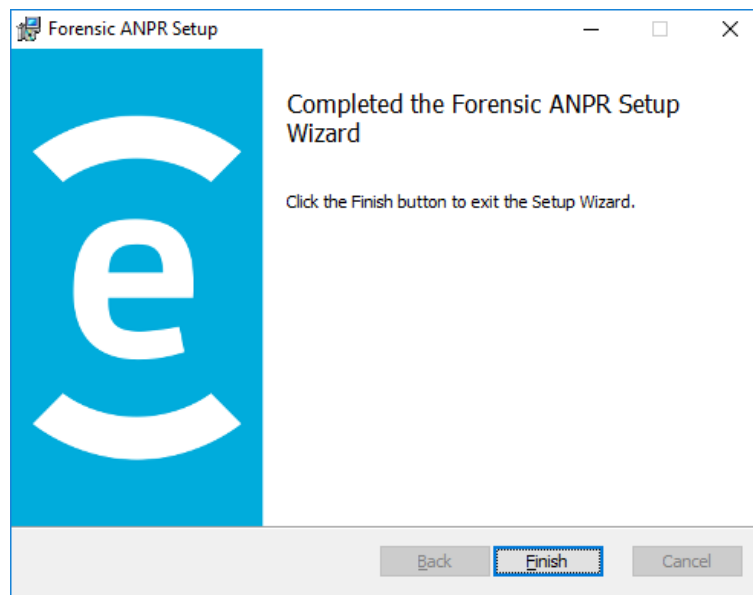 Forensic ANPR Setup
Completed the Forensic ANPR Setup
Wizard
Click the Finish button to exit the Setup Wizard.
e
Back
Finish
Cancel